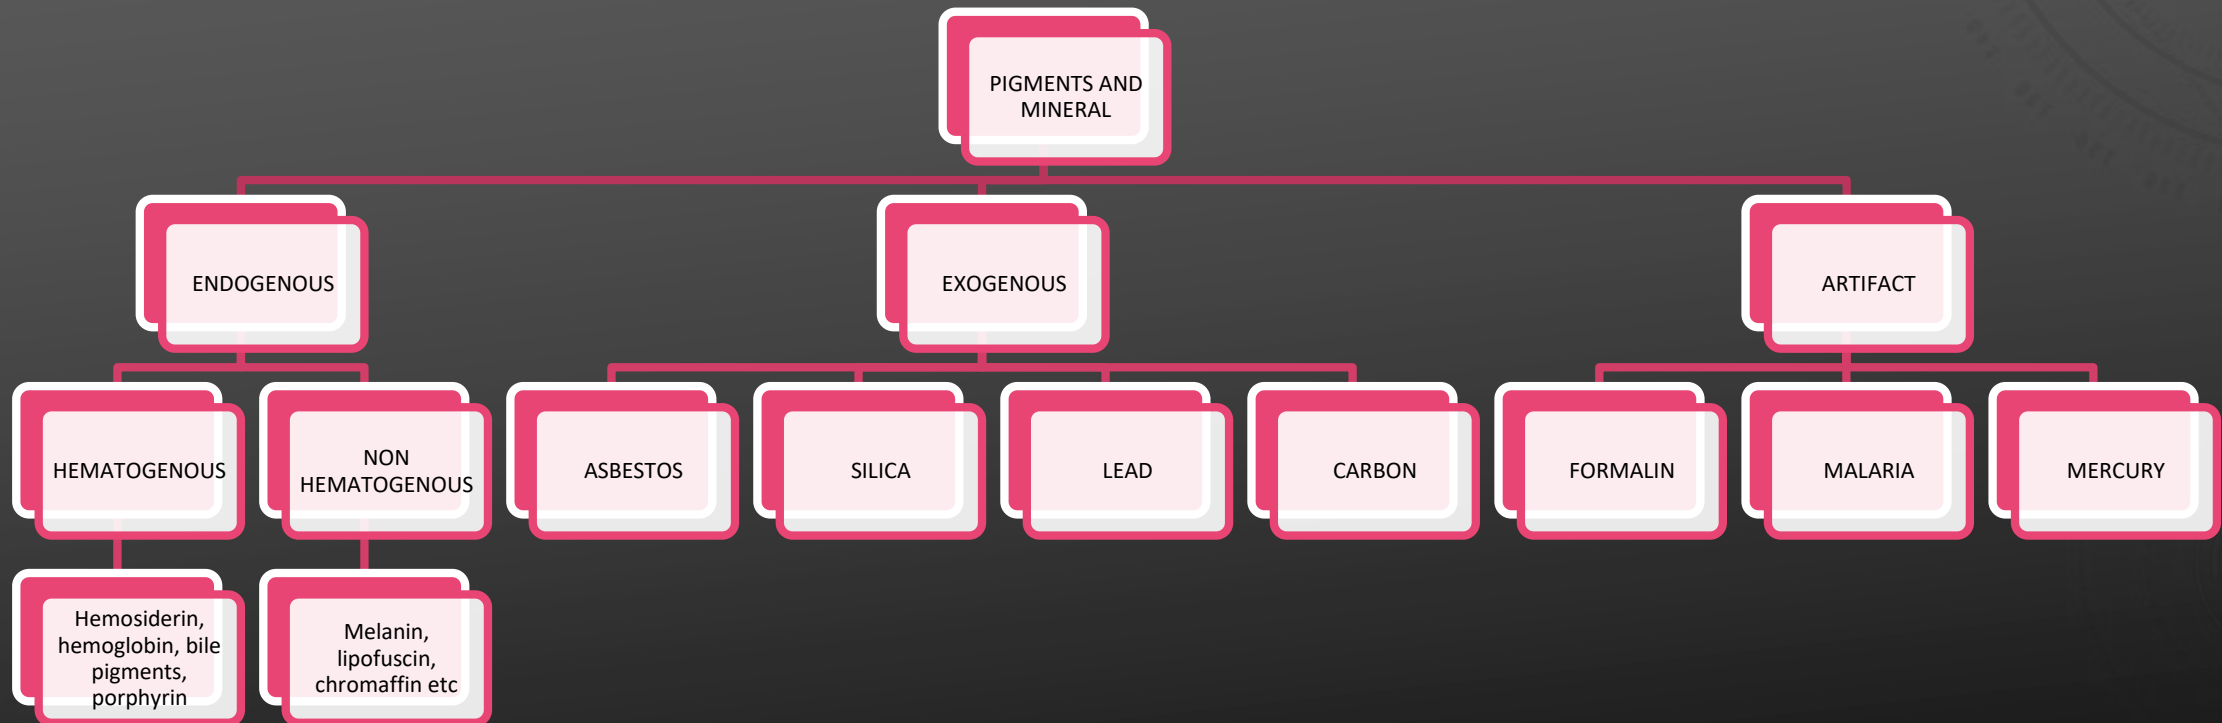 PIGMENTS AND
MINERAL
ENDOGENOUS
EXOGENOUS
ARTIFACT
HEMATOGENOUS
NON
HEMATOGENOUS
ASBESTOS
SILICA
LEAD
CARBON
FORMALIN
MALARIA
MERCURY
Hemosiderin,
hemoglobin, bile
pigments,
porphyrin
Melanin,
lipofuscin,
chromaffin etc